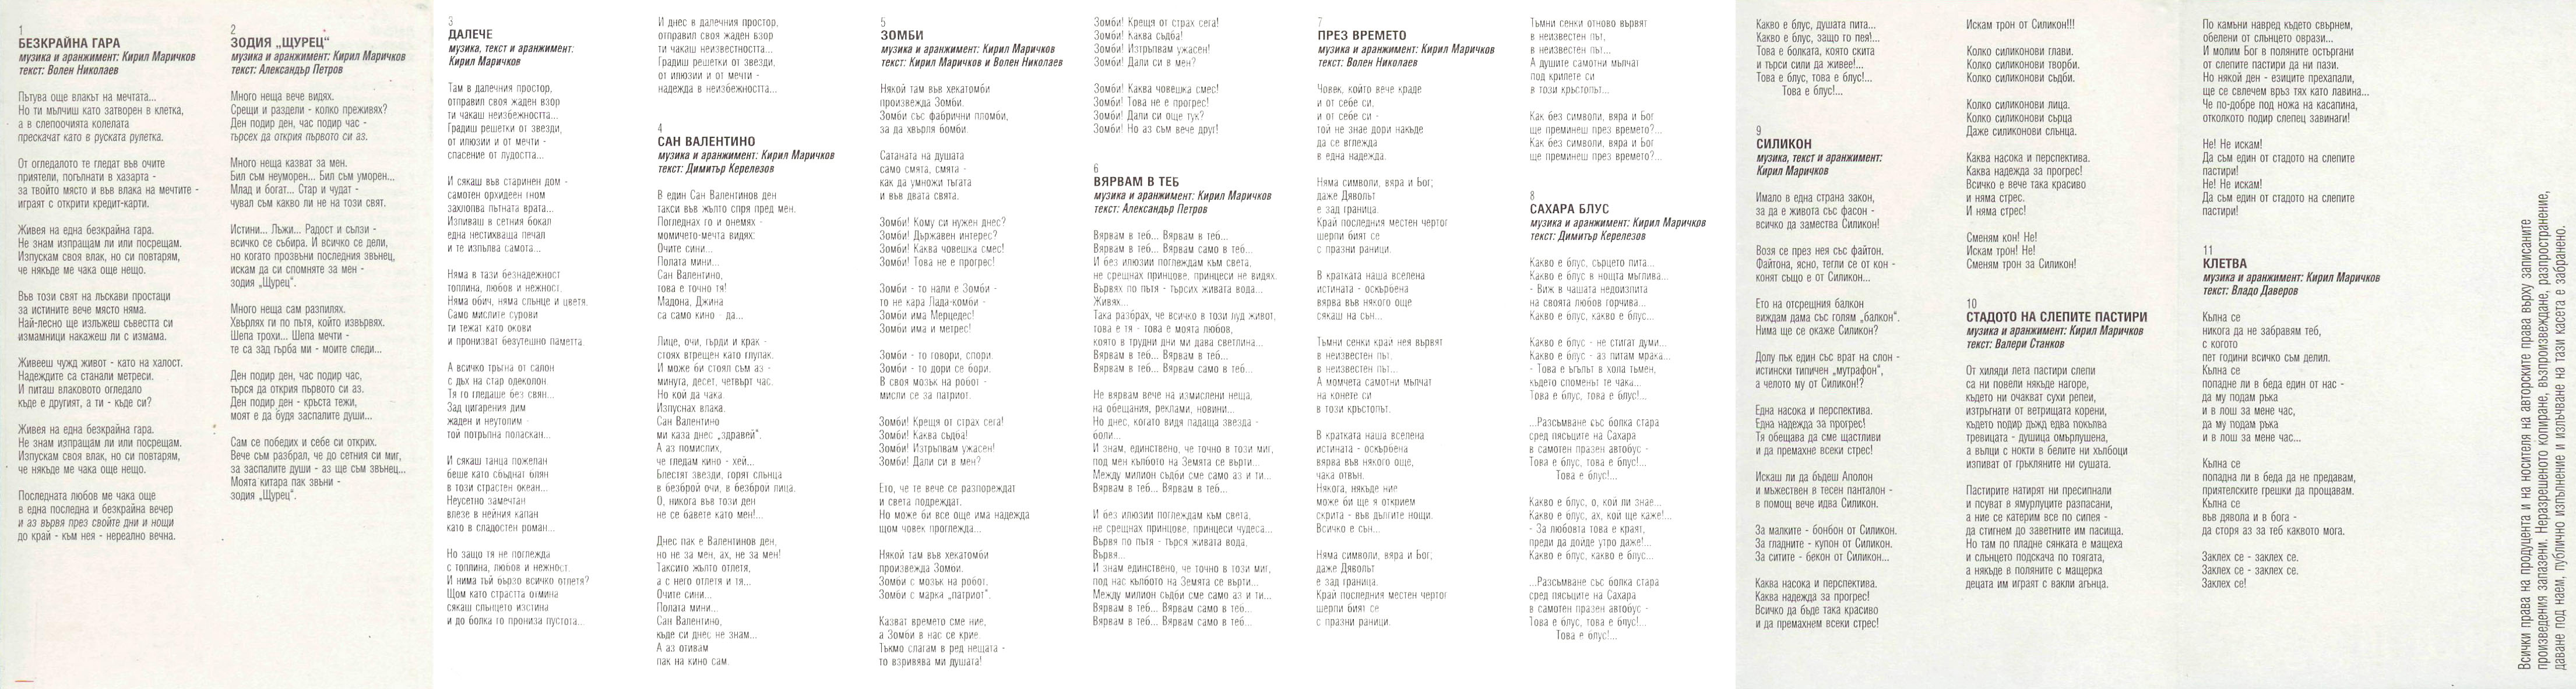 1
БЕЗКРАЙНА ГАРА
музика и аранжимент: Кирил Маричков
текст: Волен Николаев
Пътува още влакът на мечтата...
Но ти мълчиш като затворен в клетка,
а в слепоочията колелата
прескачат като в руската рулетка.
От огледалото те гледат във очите
приятели, погълнати в хазарта -
за твойто място и във влака на мечтите -
играят с открити кредит-карти.
Живея на една безкрайна гара.
Не знам изпращам ли или посрещам.
Изпускам своя влак, но си повтарям,
че някъде ме чака още нещо.
Във този свят на лъскави простаци
за истините вече място няма.
Най-лесно ще излъжеш съвестта си
измамници накажеш ли с измама.
Живееш чужд живот - като на халост.
Надеждите са станали метреси.
И питаш влаковото огледало
къде е другият, а ти - къде си?
Живея на една безкрайна гара.
Не знам изпращам ли или посрещам.
Изпускам своя влак, но си повтарям,
че някъде ме чака още нещо.
Последната любов ме чака още
в една последна и безкрайна вечер
и аз вървя през свойте дни и нощи
до край - към нея - нереално вечна.
2
ЗОДИЯ „ЩУРЕЦ“
музика и аранжимент: Кирил Маричков
текст: Александър Петров
Много неща вече видях.
Срещи и раздели - колко преживях?
Ден подир ден, час подир час -
търсех да открия първото си аз.
Много неща казват за мен.
Бил съм неуморен... Бил съм уморен...
Млад и богат... Стар и чудат -
чувал съм какво ли не на този свят.
Истини... Лъжи... Радост и сълзи -
всичко се събира. И всичко се дели,
но когато прозвъни последния звънец,
искам да си спомняте за мен -
зодия „Щурец“.
Много неща сам разпилях.
Хвърлях ги по пътя, който извървях.
Шепа трохи... Шепа мечти -
те са зад гърба ми - моите следи...
Ден подир ден, час подир час,
търся да открия първото си аз.
Ден подир ден - кръста тежи,
моят е да будя заспалите души...
Сам се победих и себе си открих.
Вече съм разбрал, че до сетния си миг,
за заспалите души - аз ще съм звънец...
Моята китара пак звъни -
зодия „Щурец“.
3
ДАЛЕЧЕ
музика, текст и аранжимент:
Кирил Маричков
Там в далечния простор,
отправил своя жаден взор
ти чакаш неизбежността...
Градиш решетки от звезди,
от илюзии и от мечти -
спасение от лудостта...
И сякаш във старинен дом -
самотен орхидеен гном
захлопва пътната врата...
Изпиваш в сетния бокал
една нестихваща печал
и те изпълва самота...
Няма в тази безнадежност
топлина, любов и нежност.
Няма обич, няма слънце и цветя.
Само мислите сурови
ти тежат като окови
и пронизват безутешно паметта.
А всичко тръгна от салон
с дъх на стар одеколон.
Тя го гледаше без свян...
Зад цигарения дим
жаден и неутолим -
той потръпна поласкан...
И сякаш танца пожелан
беше като сбъднат блян
в този страстен океан...
Неусетно замечтан
влезе в нейния капан
като в сладостен роман...
Но защо тя не поглежда
с топлина, любов и нежност.
И нима тъй бързо всичко отлетя?
Щом като страстта отмина
сякаш слънцето изстина
и до болка го прониза пустота...
И днес в далечния простор,
отправил своя жаден взор
ти чакаш неизвестността...
Градиш решетки от звезди,
от илюзии и от мечти -
надежда в неизбежността...
4
САН ВАЛЕНТИНО
музика и аранжимент: Кирил Маричков
текст: Димитър Керелезов
В един Сан Валентинов ден
такси във жълто спря пред мен.
Погледнах го и онемях -
момичето-мечта видях:
Очите сини...
Полата мини...
Сан Валентино,
това е точно тя!
Мадона, Джина
са само кино - да...
Лице, очи, гърди и крак -
стоях втрещен като глупак.
И може би стоял съм аз -
минута, десет, четвърт час.
Но кой да чака.
Изпуснах влака.
Сан Валентино
ми каза днес „здравей“.
А аз помислих,
че гледам кино - хей...
Блестят звезди, горят слънца
в безброй очи, в безброй лица.
О, никога във този ден
не се бавете като мен!...
Днес пак е Валентинов ден,
но не за мен, ах, не за мен!
Таксито жълто отлетя,
а с него отлетя и тя...
Очите сини...
Полата мини...
Сан Валентино,
къде си днес не знам...
А аз отивам
пак на кино сам.
5
ЗОМБИ
музика и аранжимент: Кирил Маричков
текст: Кирил Маричков и Волен Николаев
Някой там във хекатомби
произвежда Зомби.
Зомби със фабрични пломби,
за да хвърля бомби.
Сатаната на душата
само смята, смята -
как да умножи тъгата
и във двата свята.
Зомби! Кому си нужен днес?
Зомби! Държавен интерес?
Зомби! Каква човешка смес!
Зомби! Това не е прогрес!
Зомби - то нали е Зомби -
то не кара Лада-комби -
Зомби има Мерцедес!
Зомби има и метрес!
Зомби - то говори, спори.
Зомби - то дори се бори.
В своя мозък на робот -
мисли се за патриот.
Зомби! Крещя от страх сега!
Зомби! Каква съдба!
Зомби! Изтръпвам ужасен!
Зомби! Дали си в мен?
Ето, че те вече се разпореждат
и света подреждат.
Но може би все още има надежда
щом човек проглежда...
Някой там във хекатомби
произвежда Зомби.
Зомби с мозък на робот,
Зомби с марка „патриот“.
Казват времето сме ние,
а Зомби в нас се крие.
Тъкмо слагам в ред нещата -
то взривява ми душата!
Зомби! Крещя от страх сега!
Зомби! Каква съдба!
Зомби! Изтръпвам ужасен!
Зомби! Дали си в мен?
Зомби! Каква човешка смес!
Зомби! Това не е прогрес!
Зомби! Дали си още тук?
Зомби! Но аз съм вече друг!
6
ВЯРВАМ В ТЕБ
музика и аранжимент: Кирил Маричков
текст: Александър Петров
Вярвам в теб... Вярвам в теб...
Вярвам в теб... Вярвам само в теб...
И без илюзии поглеждам към света,
не срещнах принцове, принцеси не видях.
Вървях по пътя - търсих живата вода...
Живях...
Така разбрах, че всичко в този луд живот,
това е тя - това е моята любов,
която в трудни дни ми дава светлина...
Вярвам в теб... Вярвам в теб...
Вярвам в теб... Вярвам само в теб...
Не вярвам вече на измислени неща,
на обещания, реклами, новини...
Но днес, когато видя падаща звезда -
боли...
И знам, единствено, че точно в този миг,
под мен кълбото на Земята се върти...
Между милион съдби сме само аз и ти...
Вярвам в теб... Вярвам в теб...
И без илюзии поглеждам към света,
не срещнах принцове, принцеси чудеса...
Вървя по пътя - търся живата вода.
Вървя...
И знам единствено, че точно в този миг,
под нас кълбото на Земята се върти...
Между милион съдби сме само аз и ти...
Вярвам в теб... Вярвам само в теб...
Вярвам в теб... Вярвам само в теб...
7
ПРЕЗ ВРЕМЕТО
музика и аранжимент: Кирил Маричков
текст: Волен Николаев
Човек, който вече краде
и от себе си,
и от себе си -
той не знае дори накъде
да се вглежда
в една надежда.
Няма символи, вяра и Бог;
даже Дяволът
е зад граница.
Край последния местен чертог
шерпи бият се
с празни раници.
В кратката наша вселена
истината - оскърбена
вярва във някого още
сякаш на сън...
Тъмни сенки край нея вървят
в неизвестен път,
в неизвестен път...
А момчета самотни мълчат
на конете си
в този кръстопът.
В кратката наша вселена
истината - оскърбена
вярва във някого още,
чака отвън.
Някога, някъде ние
може би ще я открием
скрита - във дългите нощи.
Всичко е сън...
Няма символи, вяра и Бог;
даже Дяволът
е зад граница.
Край последния местен чертог
шерпи бият се
с празни раници.
Тъмни сенки отново вървят
в неизвестен път,
в неизвестен път...
А душите самотни мълчат
под крилете си
в този кръстопът...
Как без символи, вяра и Бог
ще преминеш през времето?...
Как без символи, вяра и Бог
ще преминеш през времето?...
8
САХАРА БЛУС
музика и аранжимент: Кирил Маричков
текст: Димитър Керелезов
Какво е блус, сърцето пита...
Какво е блус в нощта мъглива...
- Виж в чашата недоизпита
на своята любов горчива...
Какво е блус, какво е блус...
Какво е блус - не стигат думи...
Какво е блус - аз питам мрака...
- Това е ъгълът в хола тъмен,
където споменът те чака...
Това е блус, това е блус!...
...Разсъмване със болка стара
сред пясъците на Сахара
в самотен празен автобус -
Това е блус, това е блус!...
Това е блус!...
Какво е блус, о, кой ли знае...
Какво е блус, ах, кой ще каже!...
- За любовта това е краят,
преди да дойде утро даже!...
Какво е блус, какво е блус...
...Разсъмване със болка стара
сред пясъците на Сахара
в самотен празен автобус -
Това е блус, това е блус!...
Това е блус!...
Какво е блус, душата пита...
Какво е блус, защо го пея!...
Това е болката, която скита
и търси сили да живее!...
Това е блус, това е блус!...
Това е блус!...
9
СИЛИКОН
музика, текст и аранжимент:
Кирил Маричков
Имало в една страна закон,
за да е живота със фасон -
всичко да замества Силикон!
Возя се през нея със файтон.
Файтона, ясно, тегли се от кон -
конят също е от Силикон...
Ето на отсрещния балкон
виждам дама със голям „балкон“.
Нима ще се окаже Силикон?
Долу пък един със врат на слон -
истински типичен „мутрафон“,
а челото му от Силикон!?
Една насока и перспектива.
Една надежда за прогрес!
Тя обещава да сме щастливи
и да премахне всеки стрес!
Искаш ли да бъдеш Аполон
и мъжествен в тесен панталон -
в помощ вече идва Силикон.
За малките - бонбон от Силикон.
За гладните - купон от Силикон.
За ситите - бекон от Силикон...
Каква насока и перспектива.
Каква надежда за прогрес!
Всичко да бъде така красиво
и да премахнем всеки стрес!
Искам трон от Силикон!!!
Колко силиконови глави.
Колко силиконови творби.
Колко силиконови съдби.
Колко силиконови лица.
Колко силиконови сърца
Даже силиконови слънца.
Каква насока и перспектива.
Каква надежда за прогрес!
Всичко е вече така красиво
и няма стрес.
И няма стрес!
Сменям кон! Не!
Искам трон! Не!
Сменям трон за Силикон!
10
СТАДОТО НА СЛЕПИТЕ ПАСТИРИ
музика и аранжимент: Кирил Маричков
текст: Валери Станков
От хиляди лета пастири слепи
са ни повели някъде нагоре,
където ни очакват сухи репеи,
изтръгнати от ветрищата корени,
където подир дъжд едва покълва
тревицата - душица омърлушена,
а вълци с нокти в белите ни хълбоци
изпиват от гръкляните ни сушата.
Пастирите натирят ни пресипнали
и псуват в ямурлуците разпасани,
а ние се катерим все по сипея -
да стигнем до заветните им пасища.
Но там по пладне сянката е мащеха
и слънцето подскача по тоягата,
а някъде в поляните с мащерка
децата им играят с вакли агънца.
По камъни навред където свърнем,
обелени от слънцето оврази...
И молим Бог в поляните остъргани
от слепите пастири да ни пази.
Но някой ден - езиците прехапали,
ще се свлечем връз тях като лавина...
Че по-добре под ножа на касапина,
отколкото подир слепец завинаги!
Не! Не искам!
Да съм един от стадото на слепите
пастири!
Не! Не искам!
Да съм един от стадото на слепите
пастири!
11
КЛЕТВА
музика и аранжимент: Кирил Маричков
текст: Владо Даверов
Кълна се
никога да не забравям теб,
с когото
пет години всичко съм делил.
Кълна се
попадне ли в беда един от нас -
да му подам ръка
и в лош за мене час,
да му подам ръка
и в лош за мене час...
Кълна се
попадна ли в беда да не предавам,
приятелските грешки да прощавам.
Кълна се
във дявола и в бога -
да сторя аз за теб каквото мога.
Заклех се - заклех се.
Заклех се - заклех се.
Заклех се!
Всички права на продуцента и на носителя на авторските права върху записаните
произведения запазени. Неразрешеното копиране, възпроизвеждане, разпространение,
даване под наем, публично изпълнение и излъчване на тази касета е забранено.